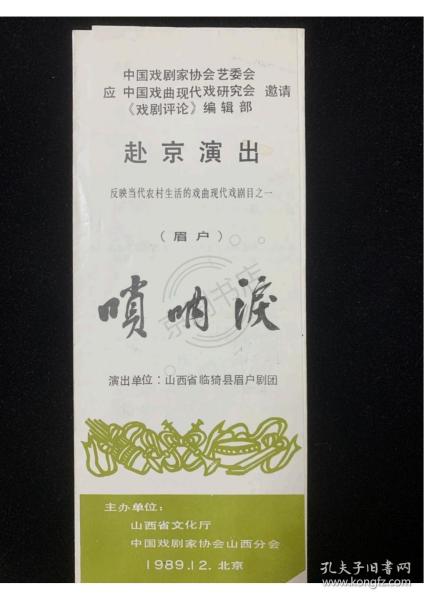 中国戏剧家协会艺委会
应 中国戏曲现代戏研究会 邀请
《戏剧评论》编辑部
赴京演出
反映当代农村生活的戏曲现代戏剧目之一
(眉户)
嗩呐淚
演出单位:山西省临猗县眉户剧团
主办单位:
山西省文化厅
中国戏剧家协会山西分会
1989.12. 北京
孔夫子旧书网
www.kongfz.com